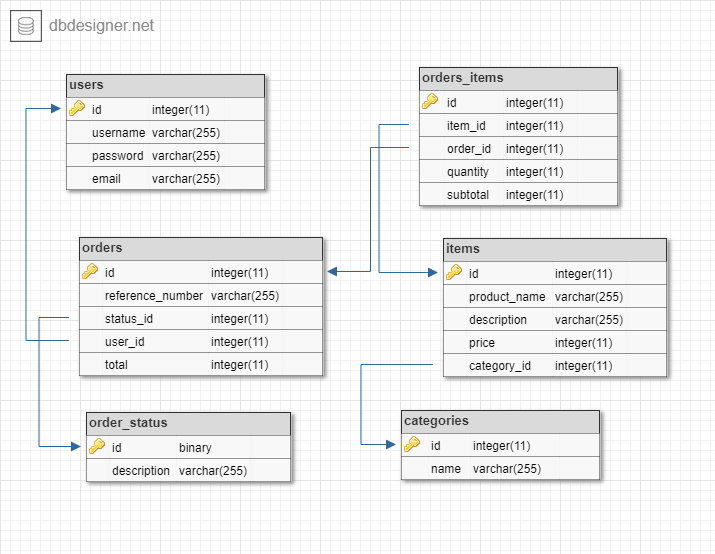 dbdesigner.net
users
id integer(11)
username varchar(255)
password varchar(255)
email varchar(255)
orders_items
id integer(11)
item_id integer(11)
order_id integer(11)
quantity integer(11)
subtotal integer(11)
orders
id integer(11)
reference_number varchar(255)
status_id integer(11)
user_id integer(11)
total integer(11)
items
id integer(11)
product_name varchar(255)
description varchar(255)
price integer(11)
category_id integer(11)
order_status
id binary
description varchar(255)
categories
id integer(11)
name varchar(255)